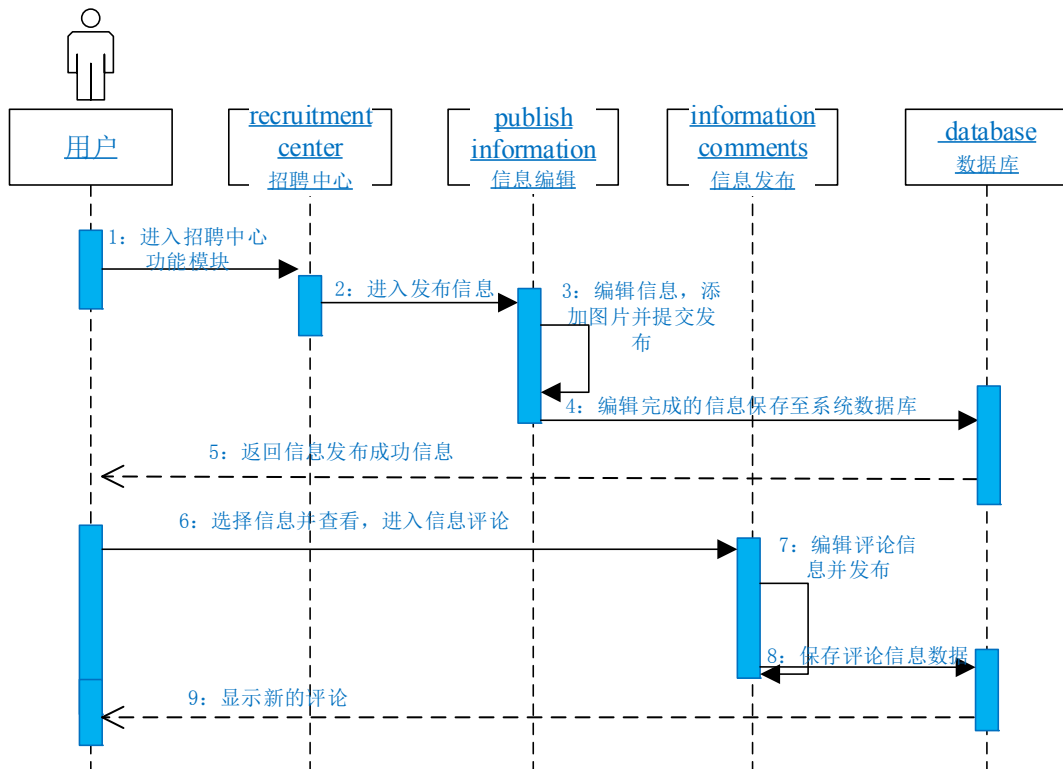 用户
recruitment
center
招聘中心
publish
information
信息编辑
information
comments
信息发布
database
数据库
1：进入招聘中心
功能模块
2：进入发布信息
3：编辑信息，添
加图片并提交发
布
4：编辑完成的信息保存至系统数据库
5：返回信息发布成功信息
6：选择信息并查看，进入信息评论
7：编辑评论信
息并发布
8：保存评论信息数据
9：显示新的评论